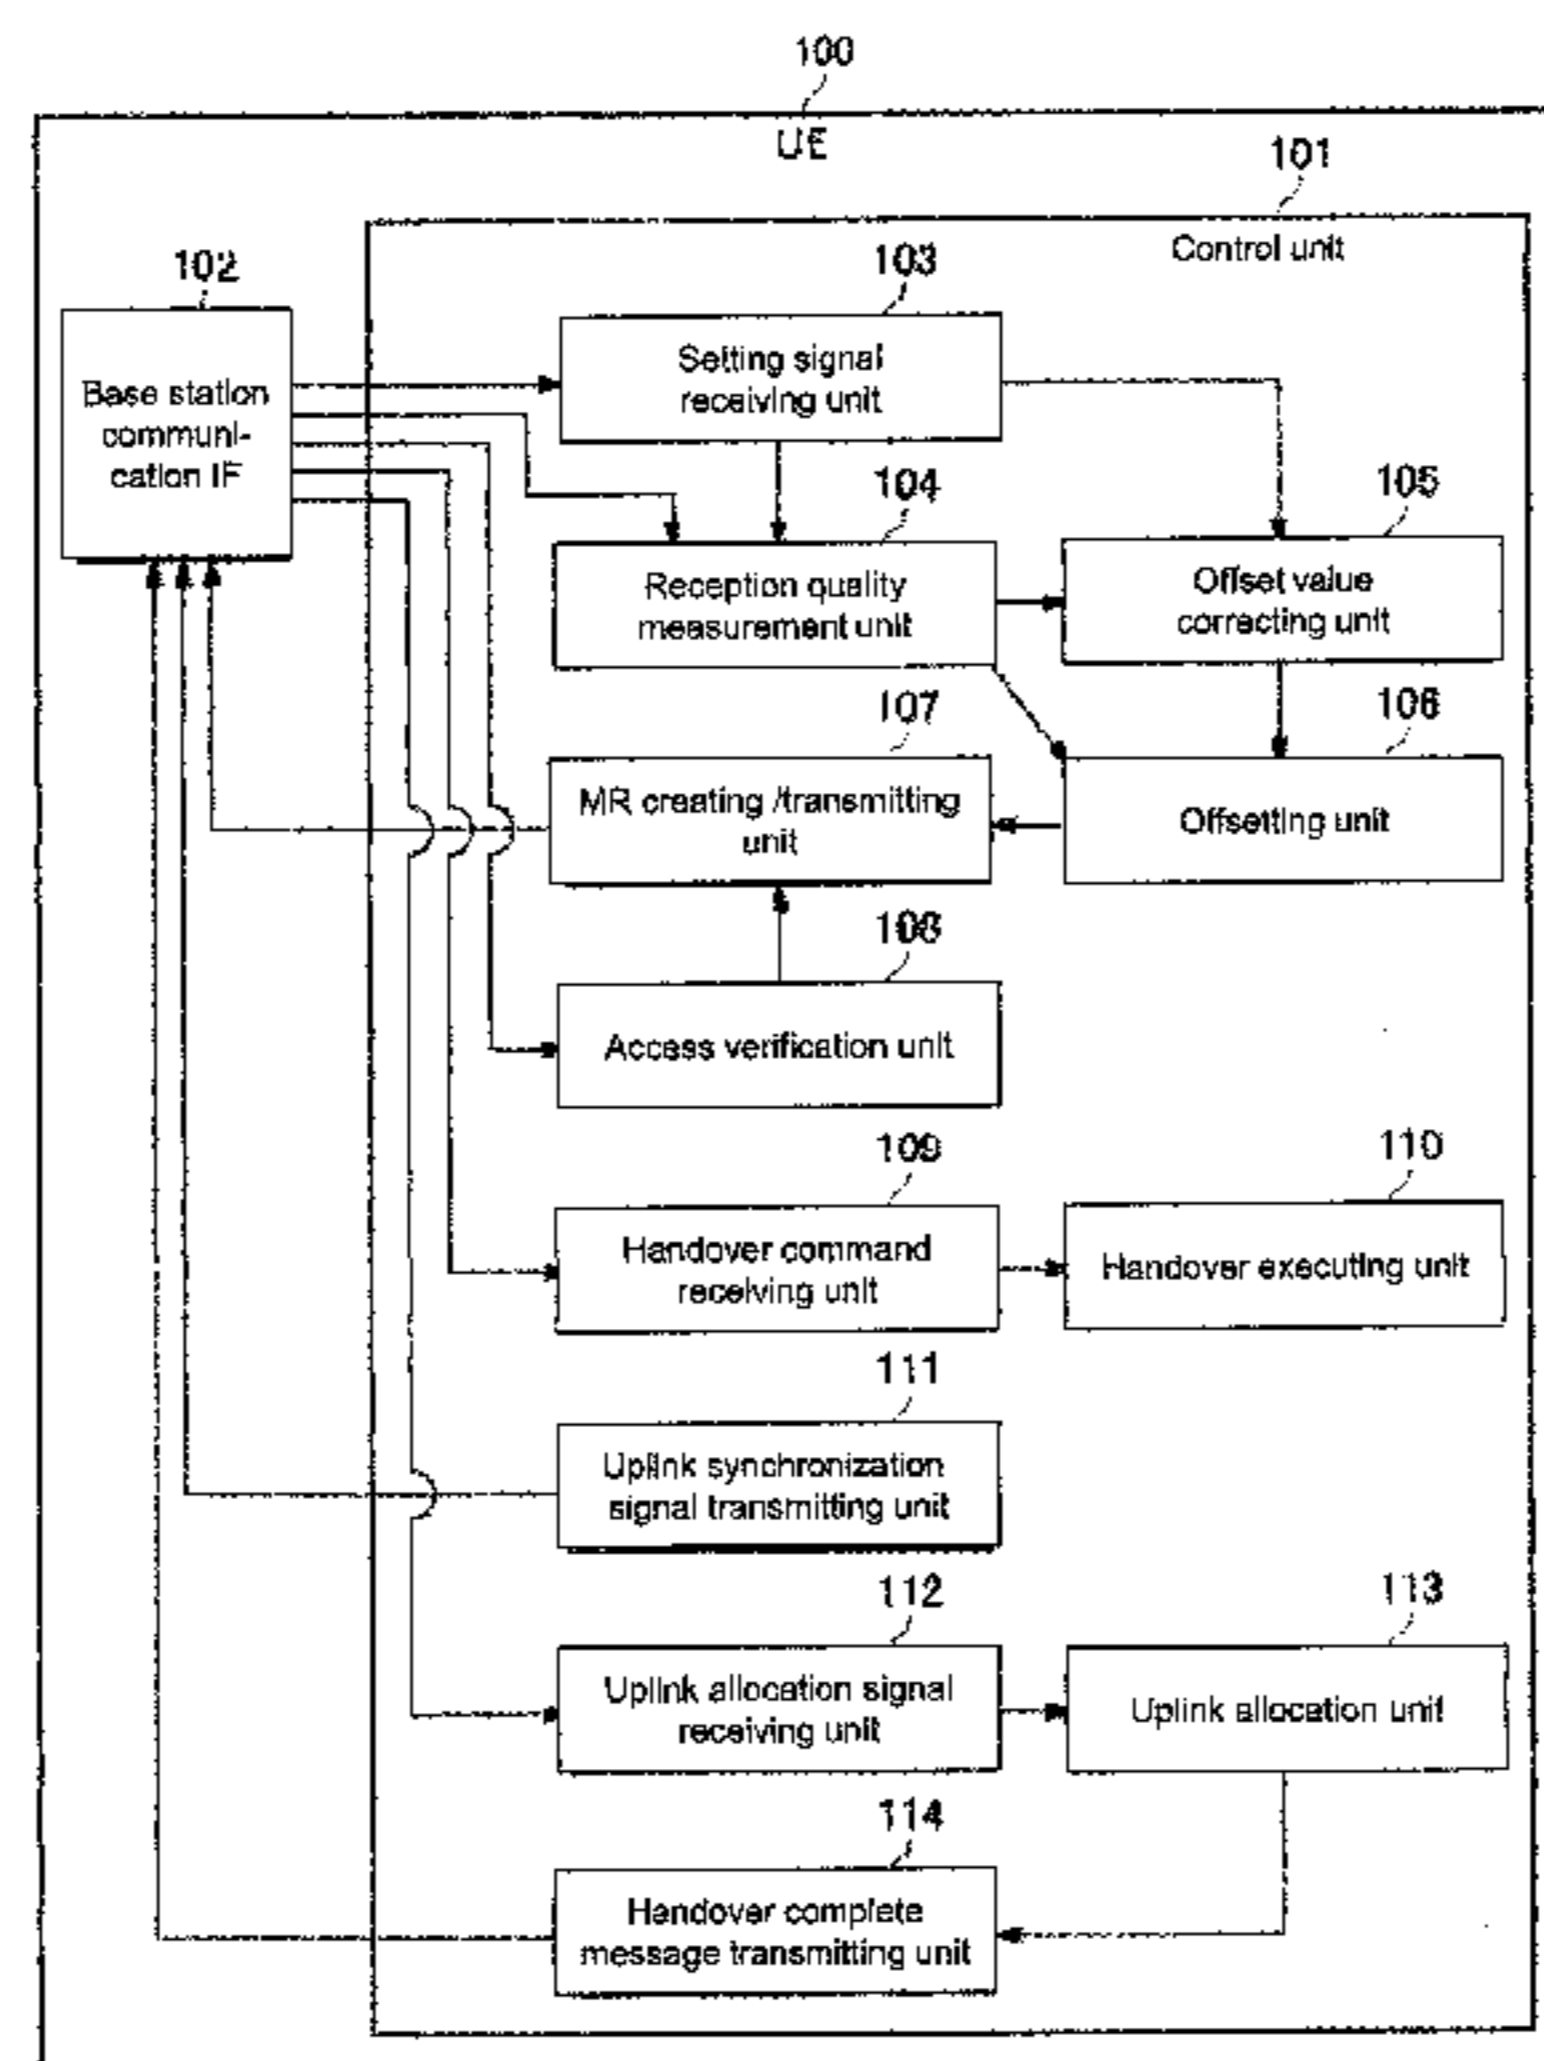 100
UE
101
Control unit
102
Base station
communi-
cation IF
103
Setting signal
receiving unit
104
Reception quality
measurement unit
105
Offset value
correcting unit
107
MR creating /transmitting
unit
106
Offsetting unit
108
Access verification unit
109
Handover command
receiving unit
110
Handover executing unit
111
Uplink synchronization
signal transmitting unit
112
Uplink allocation signal
receiving unit
113
Uplink allocation unit
114
Handover complete
message transmitting unit